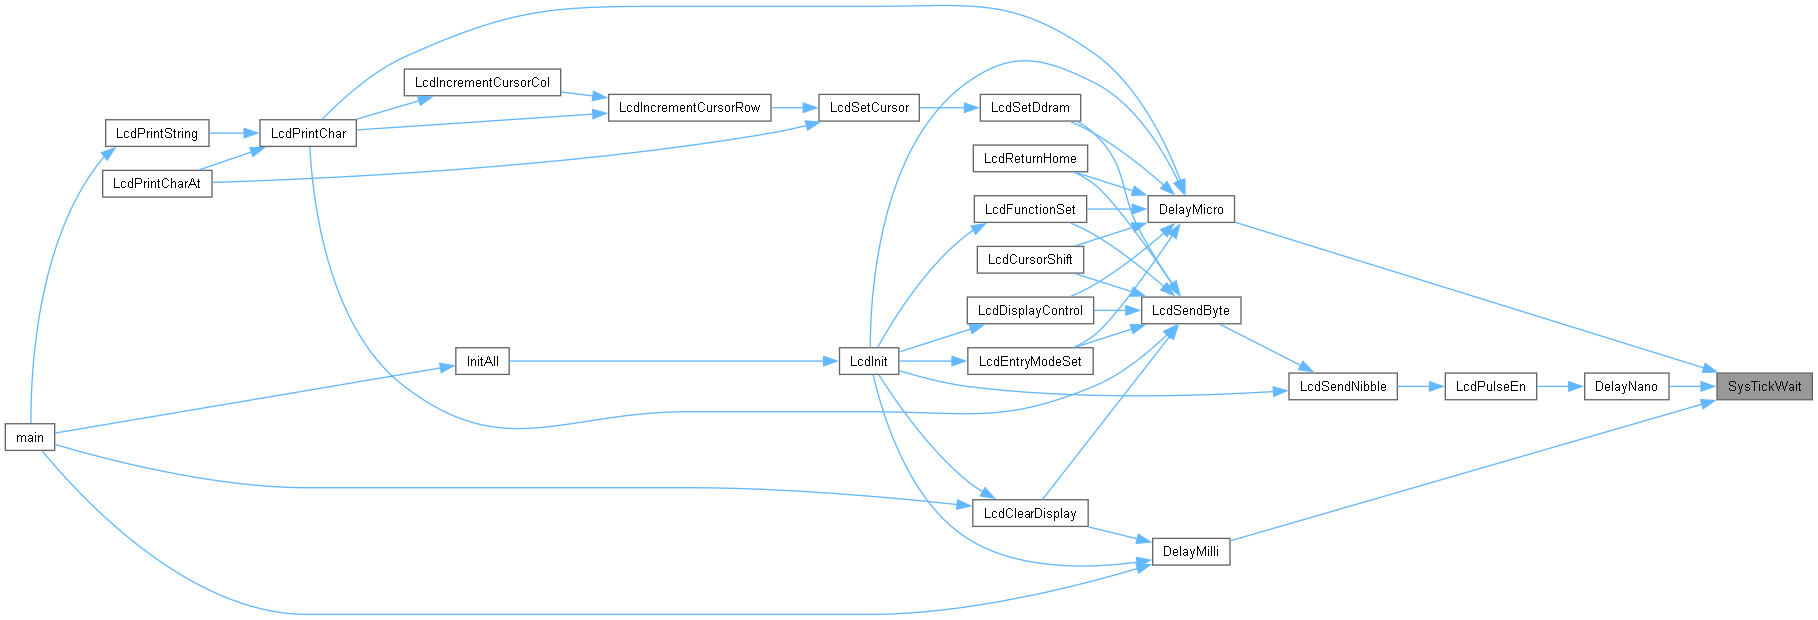 LcdIncrementCursorCol
LcdIncrementCursorRow
LcdSetCursor
LcdSetDdram
LcdPrintString
LcdPrintChar
LcdReturnHome
LcdPrintCharAt
LcdFunctionSet
DelayMicro
LcdCursorShift
LcdDisplayControl
LcdSendByte
InitAll
LcdInit
LcdEntryModeSet
LcdSendNibble
LcdPulseEn
DelayNano
SysTickWait
main
LcdClearDisplay
DelayMilli